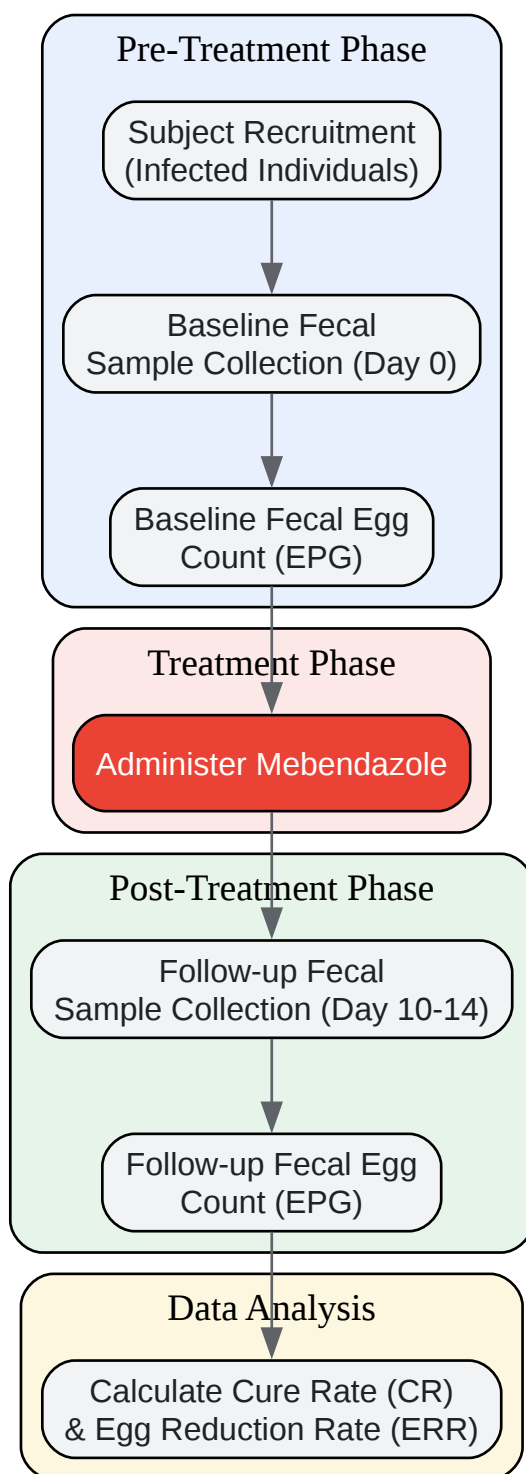 Pre-Treatment Phase
Subject Recruitment
(Infected Individuals)
Baseline Fecal
Sample Collection (Day 0)
Baseline Fecal Egg
Count (EPG)
Treatment Phase
Administer Mebendazole
Post-Treatment Phase
Follow-up Fecal
Sample Collection (Day 10-14)
Follow-up Fecal Egg
Count (EPG)
Data Analysis
Calculate Cure Rate (CR)
& Egg Reduction Rate (ERR)